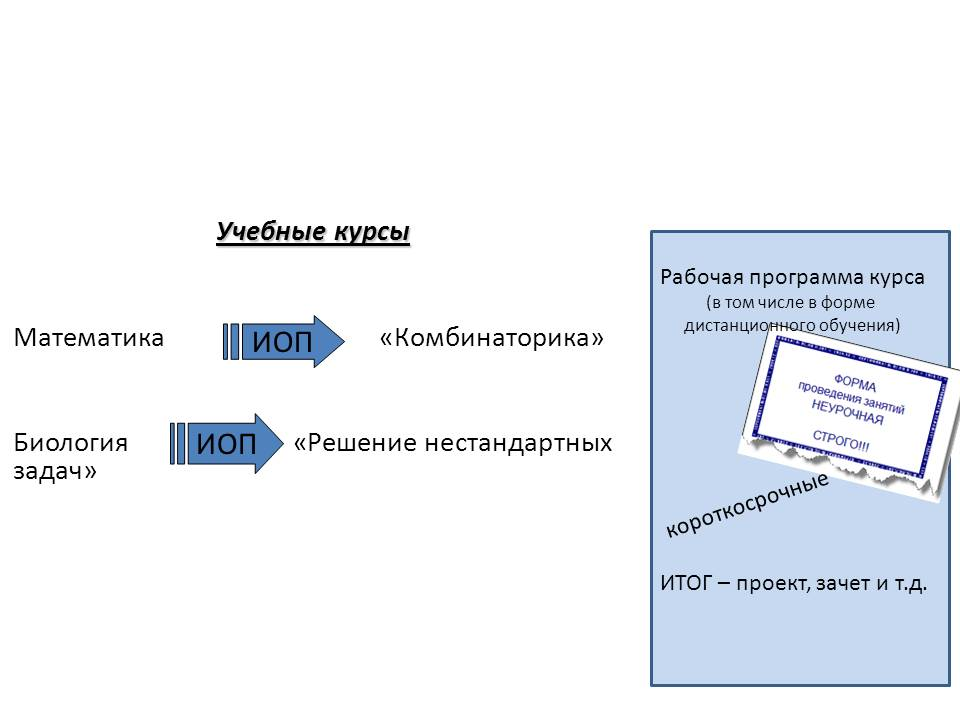 Учебные курсы
Математика ИОП «Комбинаторика»
Биология ИОП «Решение нестандартных
задач»
Рабочая программа курса
(в том числе в форме
дистанционного обучения)
ФОРМА
проведения занятий
НЕУРОЧНАЯ
СТРОГО!!!
короткосрочные
ИТОГ – проект, зачет и т.д.